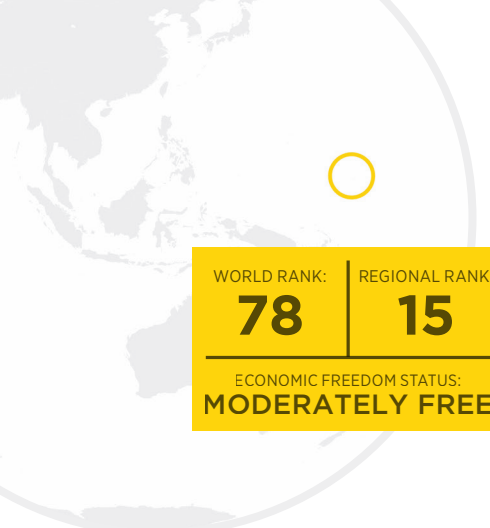 WORLD RANK:
78
REGIONAL RANK
15
ECONOMIC FREEDOM STATUS:
MODERATELY FREE